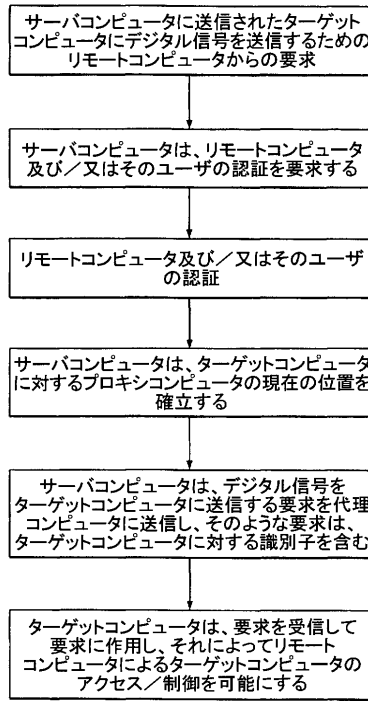 サーバコンピュータに送信されたターゲット
コンピュータにデジタル信号を送信するための
リモートコンピュータからの要求
サーバコンピュータは、リモートコンピュータ
及び／又はそのユーザの認証を要求する
リモートコンピュータ及び／又はそのユーザ
の認証
サーバコンピュータは、ターゲットコンピュータ
に対するプロキシコンピュータの現在の位置を
確立する
サーバコンピュータは、デジタル信号を
ターゲットコンピュータに送信する要求を代理
コンピュータに送信し、そのような要求は、
ターゲットコンピュータに対する識別子を含む
ターゲットコンピュータは、要求を受信して
要求に作用し、それによってリモート
コンピュータによるターゲットコンピュータの
アクセス／制御を可能にする